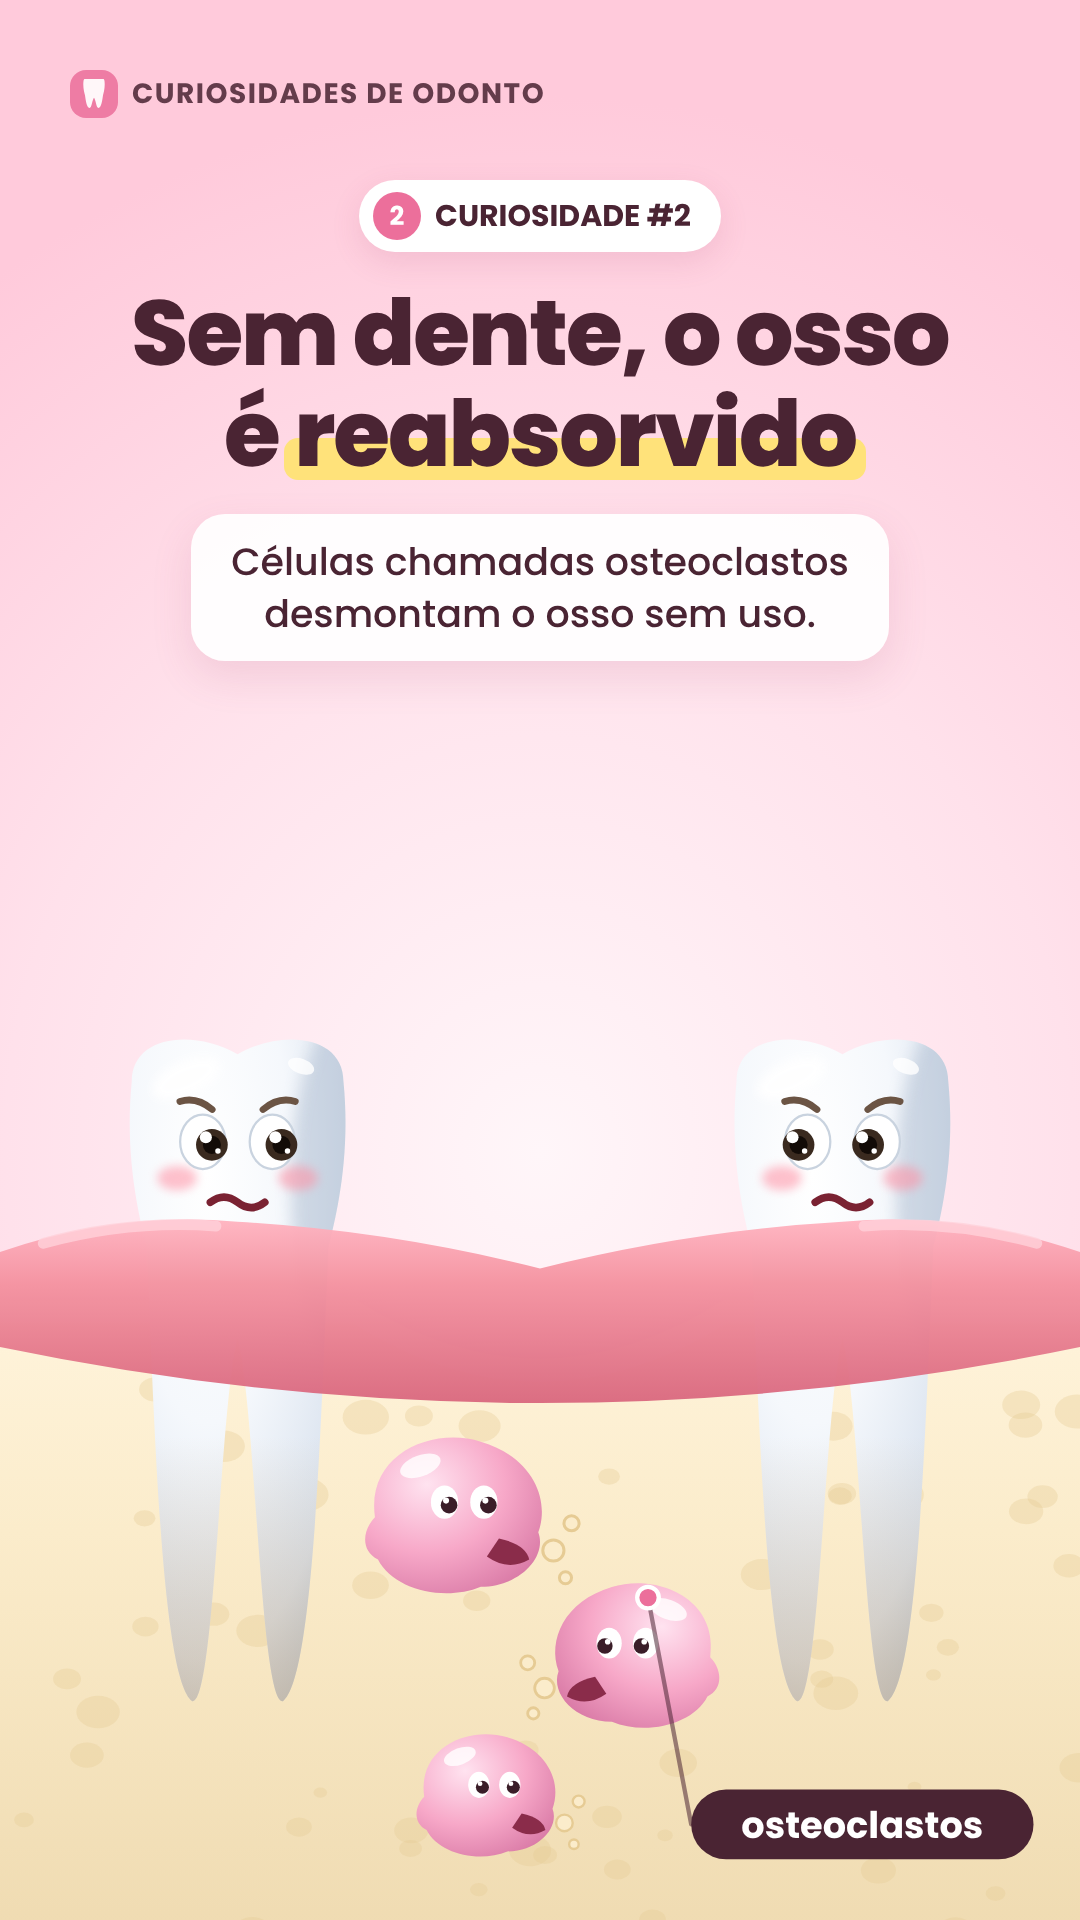 CURIOSIDADES DE ODONTO
2 CURIOSIDADE #2
Sem dente, o osso
é reabsorvido
Células chamadas osteoclastos
desmontam o osso sem uso.
osteoclastos